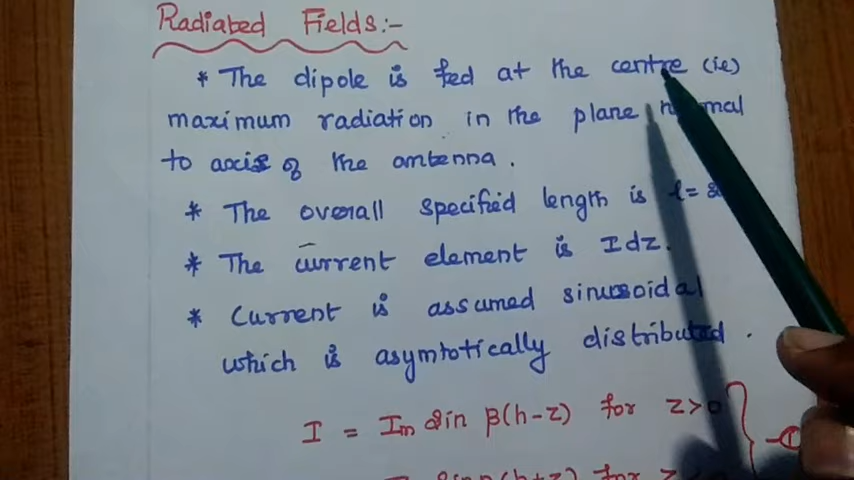 Radiated Fields:-
* The dipole is fed at the centre (ie)
maximum radiation in the plane normal
to axis of the antenna.
* The overall specified length is l=
* The current element is Idz.
* Current is assumed sinusoidal
which is asymtotically distributed.
I = Im Sin β(h-z) for z>0
(h+z) for z